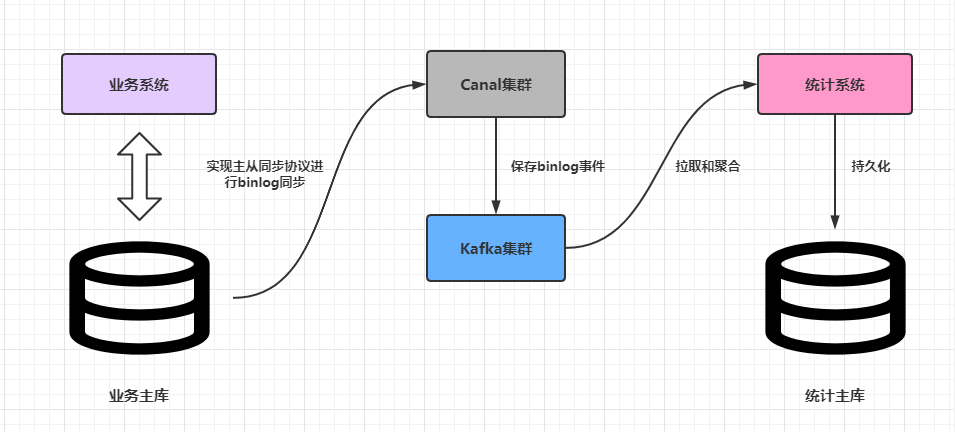 业务系统
Canal集群
统计系统
实现主从同步协议进
行binlog同步
保存binlog事件
拉取和聚合
持久化
Kafka集群
业务主库
统计主库